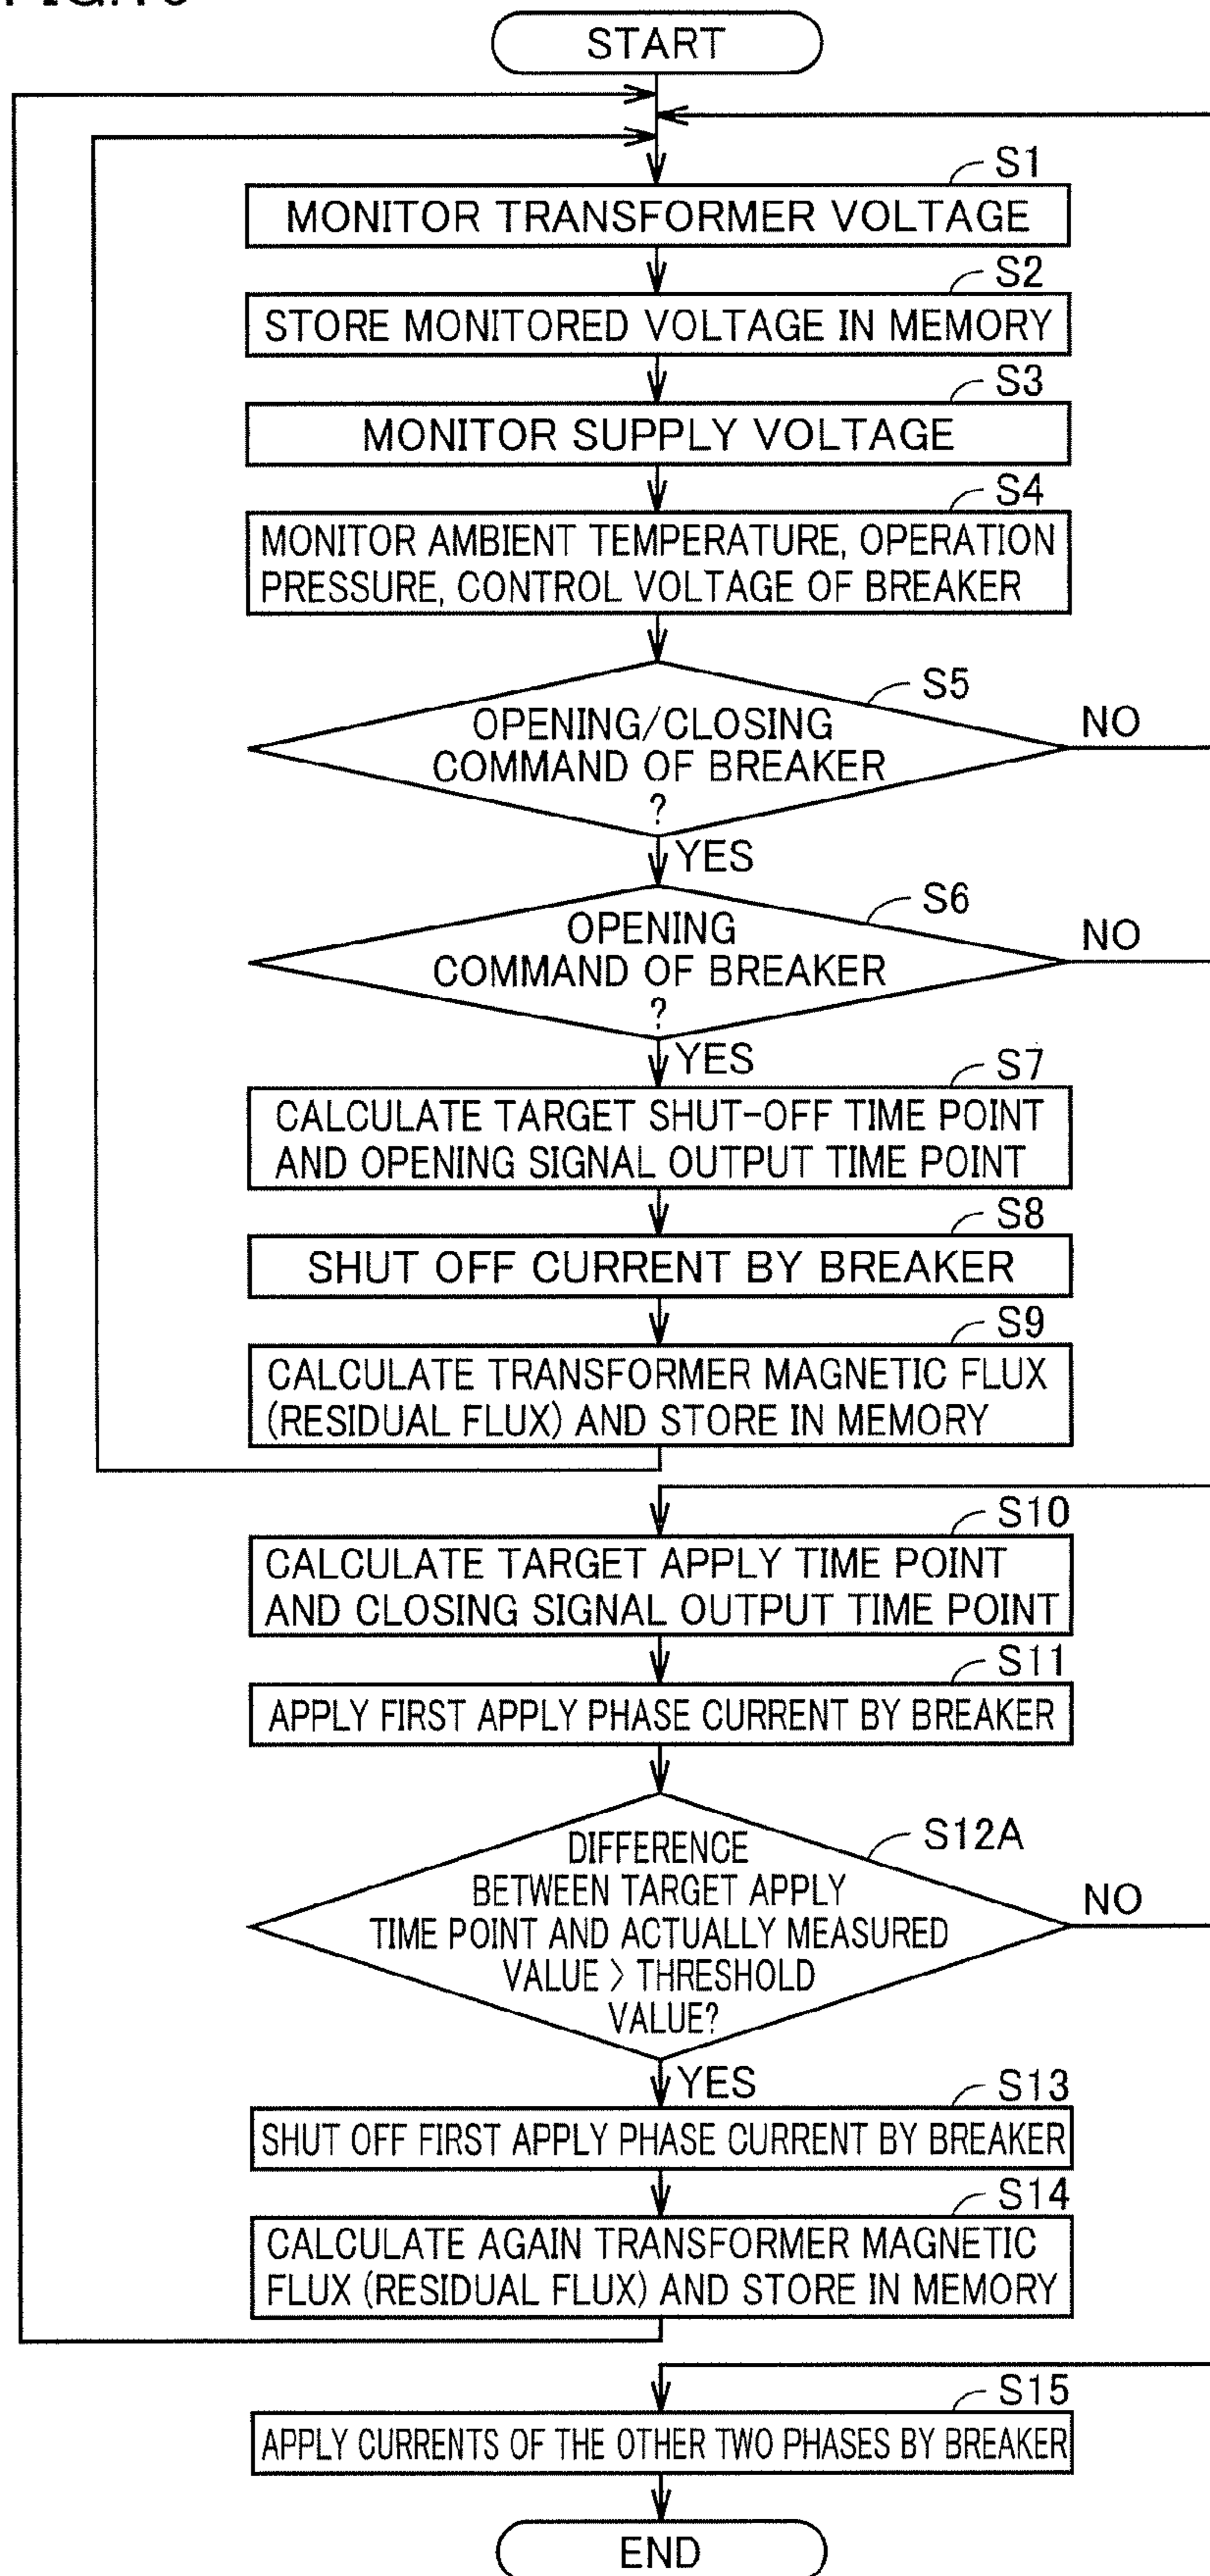 START
S1
MONITOR TRANSFORMER VOLTAGE
S2
STORE MONITORED VOLTAGE IN MEMORY
S3
MONITOR SUPPLY VOLTAGE
S4
MONITOR AMBIENT TEMPERATURE, OPERATION
PRESSURE, CONTROL VOLTAGE OF BREAKER
S5
OPENING/CLOSING
COMMAND OF BREAKER
?
NO
YES
S6
OPENING
COMMAND OF BREAKER
?
NO
YES
S7
CALCULATE TARGET SHUT-OFF TIME POINT
AND OPENING SIGNAL OUTPUT TIME POINT
S8
SHUT OFF CURRENT BY BREAKER
S9
CALCULATE TRANSFORMER MAGNETIC FLUX
(RESIDUAL FLUX) AND STORE IN MEMORY
S10
CALCULATE TARGET APPLY TIME POINT
AND CLOSING SIGNAL OUTPUT TIME POINT
S11
APPLY FIRST APPLY PHASE CURRENT BY BREAKER
S12A
DIFFERENCE
BETWEEN TARGET APPLY
TIME POINT AND ACTUALLY MEASURED
VALUE > THRESHOLD
VALUE?
NO
YES
S13
SHUT OFF FIRST APPLY PHASE CURRENT BY BREAKER
S14
CALCULATE AGAIN TRANSFORMER MAGNETIC
FLUX (RESIDUAL FLUX) AND STORE IN MEMORY
S15
APPLY CURRENTS OF THE OTHER TWO PHASES BY BREAKER
END